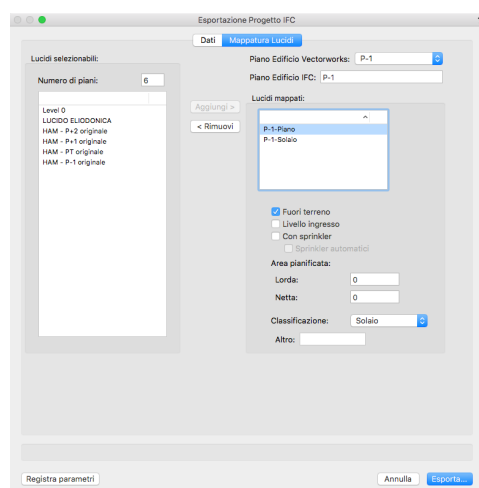 Esportazione Progetto IFC
Dati Mappatura Lucidi
Lucidi selezionabili:
Numero di piani: 6
Level 0
LUCIDO ELIODONICA
HAM - P+2 originale
HAM - P+1 originale
HAM - PT originale
HAM - P-1 originale
Aggiungi >
< Rimuovi
Piano Edificio Vectorworks: P-1
Piano Edificio IFC: P-1
Lucidi mappati:
P-1-Piano
P-1-Solaio
Fuori terreno
Livello ingresso
Con sprinkler
Sprinkler automatici
Area pianificata:
Lorda: 0
Netta: 0
Classificazione: Solaio
Altro:
Registra parametri
Annulla
Esporta...